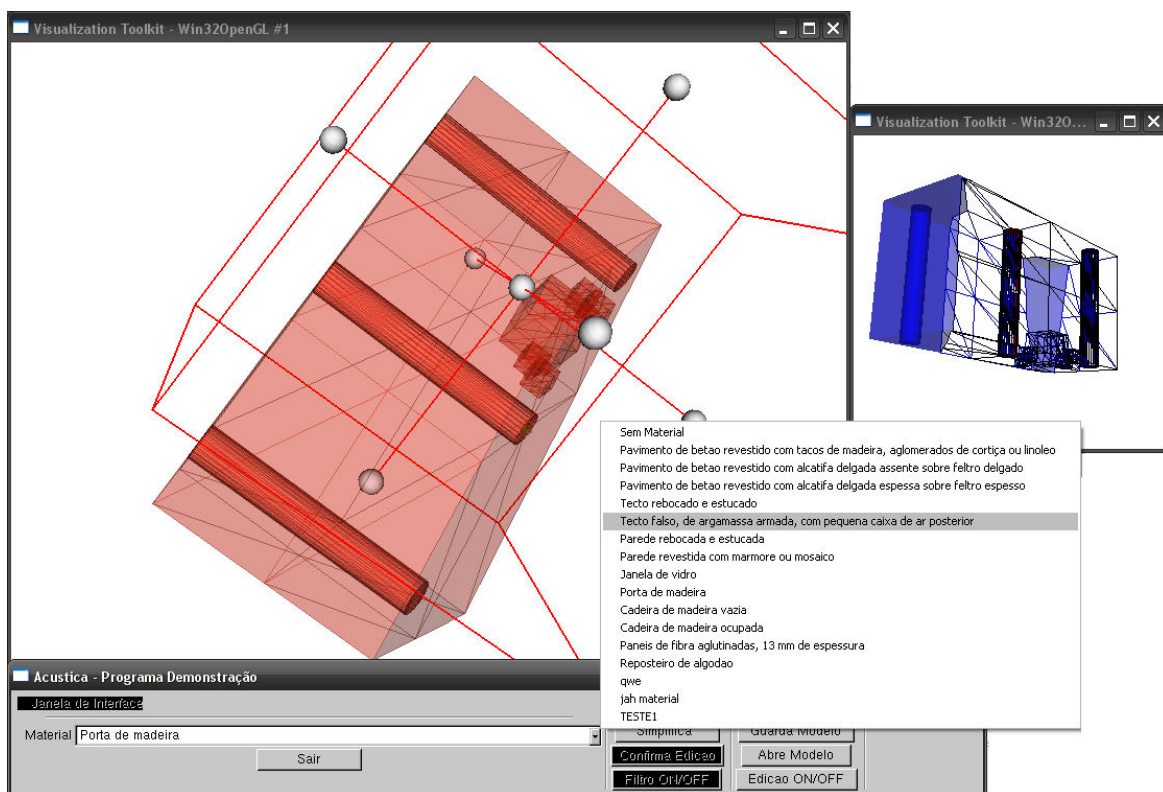 Visualization Toolkit - Win32OpenGL #1
Visualization Toolkit - Win32O...
Sem Material
Pavimento de betao revestido com tacos de madeira, aglomerados de cortiça ou linoleo
Pavimento de betao revestido com alcatifa delgada assente sobre feltro delgado
Pavimento de betao revestido com alcatifa delgada espessa sobre feltro espesso
Tecto rebocado e estucado
Tecto falso, de argamassa armada, com pequena caixa de ar posterior
Parede rebocada e estucada
Parede revestida com marmore ou mosaico
Janela de vidro
Porta de madeira
Cadeira de madeira vazia
Cadeira de madeira ocupada
Paneis de fibra aglutinadas, 13 mm de espessura
Reposteiro de algodao
qwe
jah material
TESTE1
Acustica - Programa Demonstração
Janela de Interface
Material Porta de madeira
Sair
Simplifica
Guarda Modelo
Confirma Edicao
Abre Modelo
Filtro ON/OFF
Edicao ON/OFF